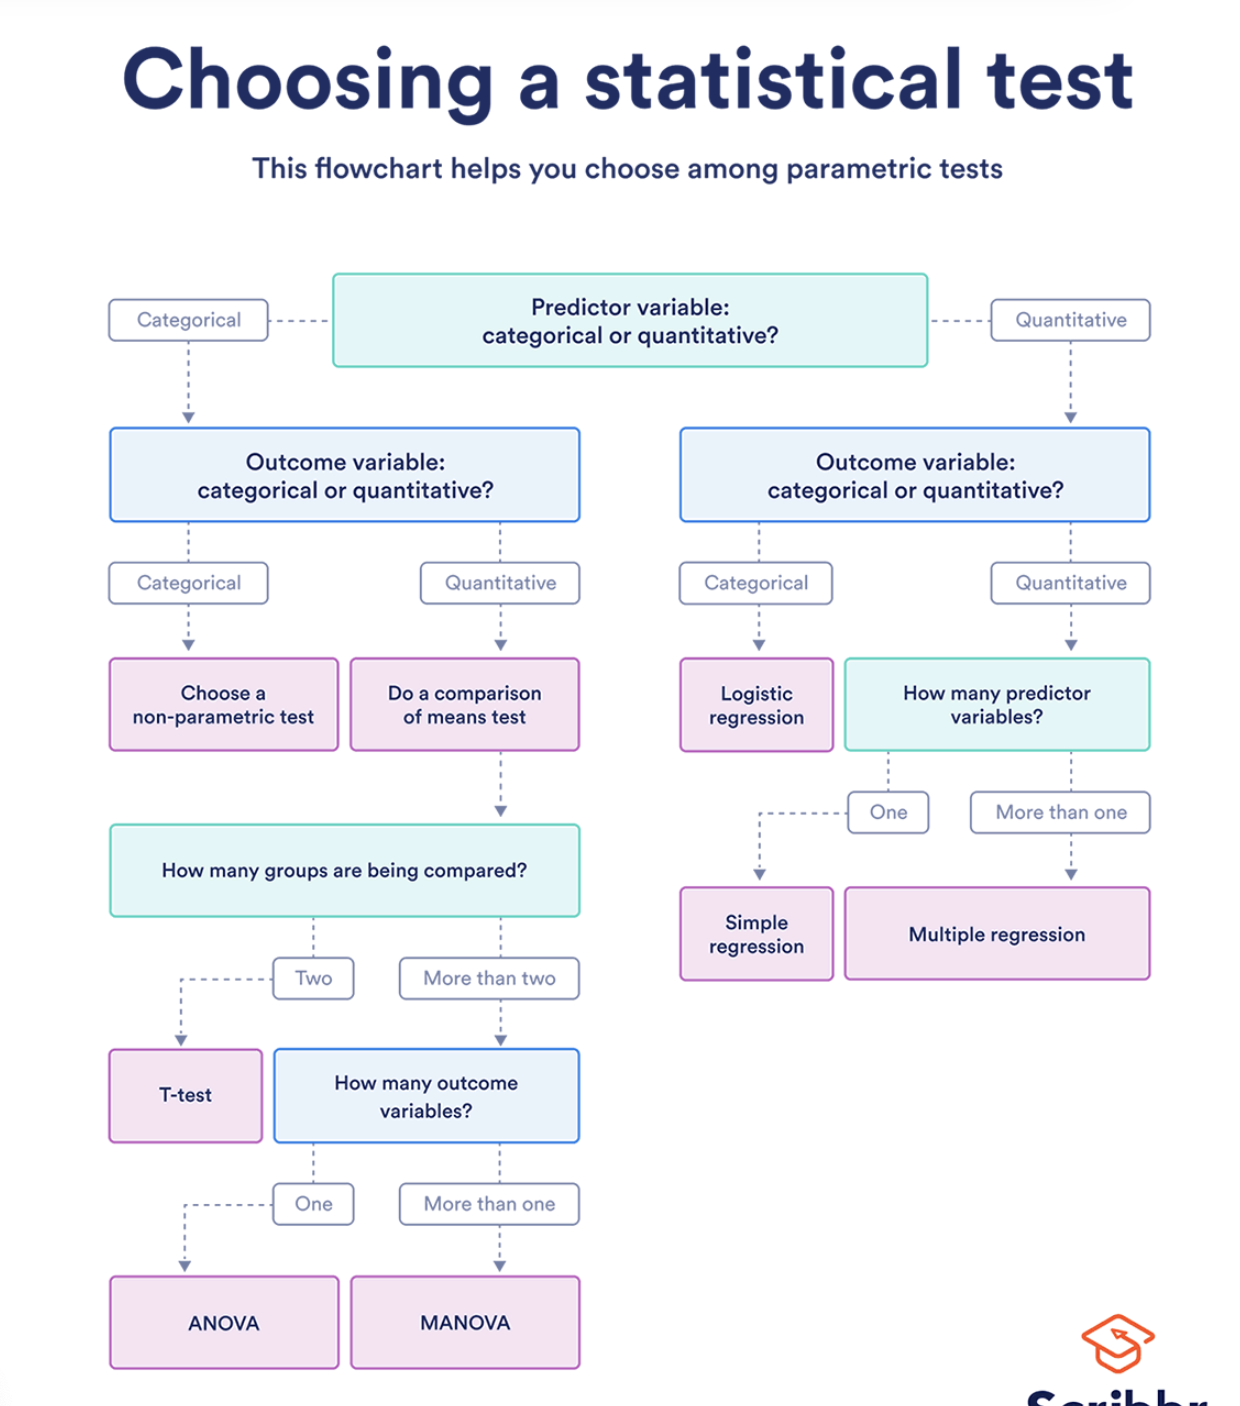 Choosing a statistical test
This flowchart helps you choose among parametric tests
Categorical
Predictor variable:
categorical or quantitative?
Quantitative
Outcome variable:
categorical or quantitative?
Outcome variable:
categorical or quantitative?
Categorical
Quantitative
Categorical
Quantitative
Choose a
non-parametric test
Do a comparison
of means test
Logistic
regression
How many predictor
variables?
One
More than one
How many groups are being compared?
Simple
regression
Multiple regression
Two
More than two
T-test
How many outcome
variables?
One
More than one
ANOVA
MANOVA
Scribbr